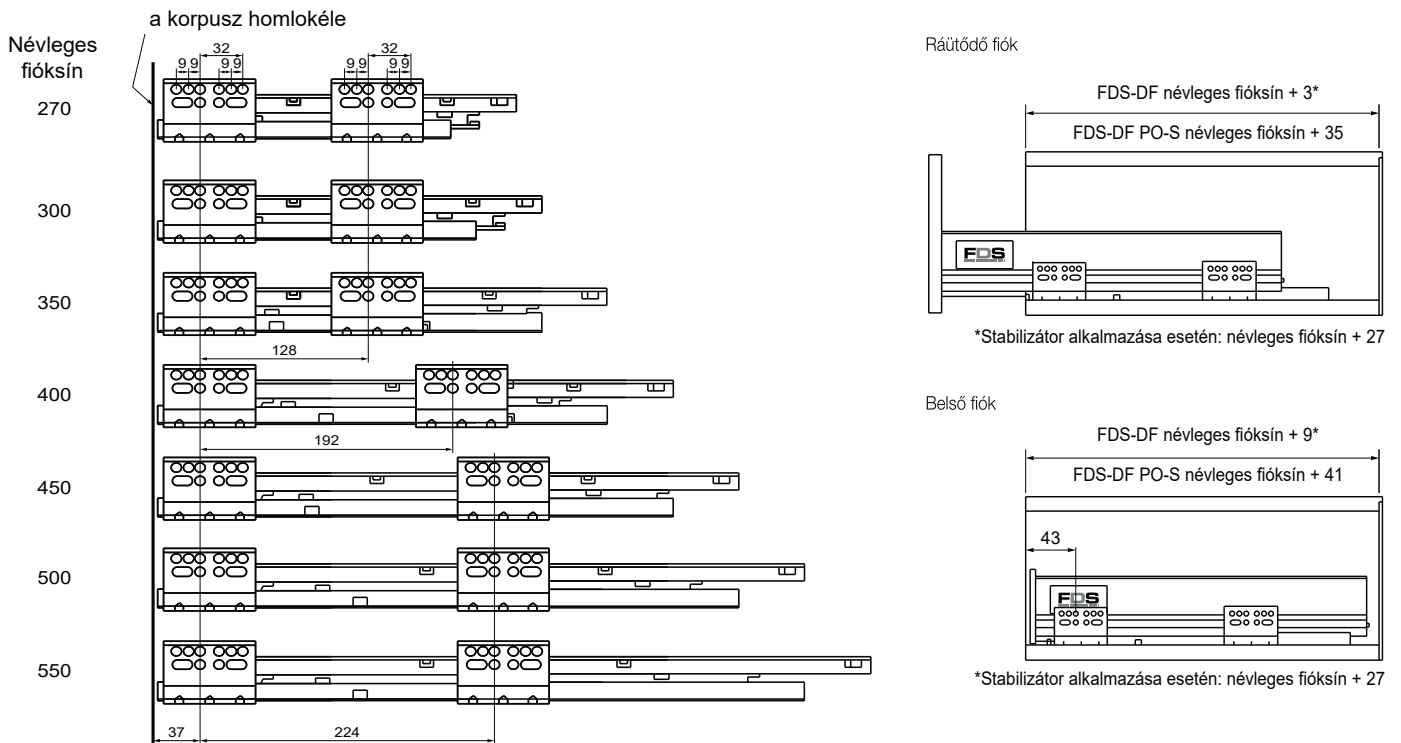 a korpusz homlokéle
Névleges
fióksín
32
32
9 9 9 9
9 9 9 9
270
300
350
128
400
192
450
500
550
37
224
Ráütődő fiók
FDS-DF névleges fióksín + 3*
FDS-DF PO-S névleges fióksín + 35
FDS
*Stabilizátor alkalmazása esetén: névleges fióksín + 27
Belső fiók
FDS-DF névleges fióksín + 9*
FDS-DF PO-S névleges fióksín + 41
43
FDS
*Stabilizátor alkalmazása esetén: névleges fióksín + 27